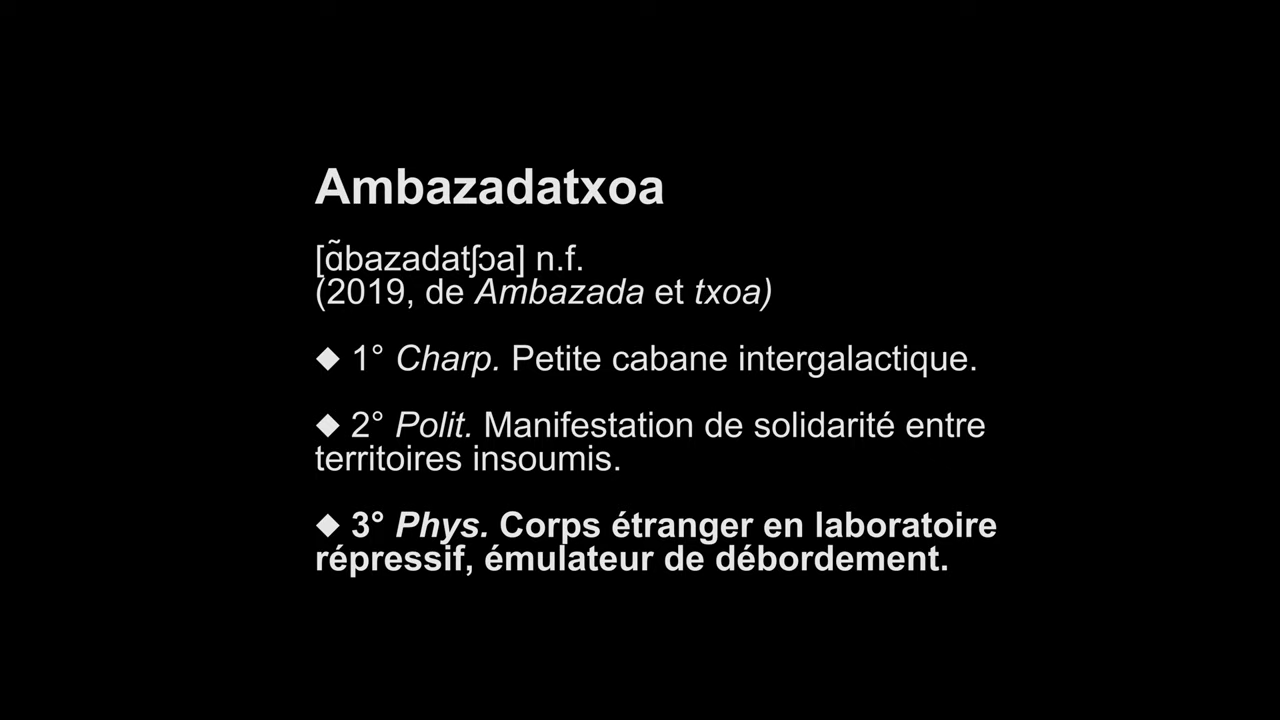 Ambazadatxoa
[ɑ̃bazadatʃɔa] n.f.
(2019, de Ambazada et txoa)
◆ 1° Charp. Petite cabane intergalactique.
◆ 2° Polit. Manifestation de solidarité entre
territoires insoumis.
◆ 3° Phys. Corps étranger en laboratoire
répressif, émulateur de débordement.